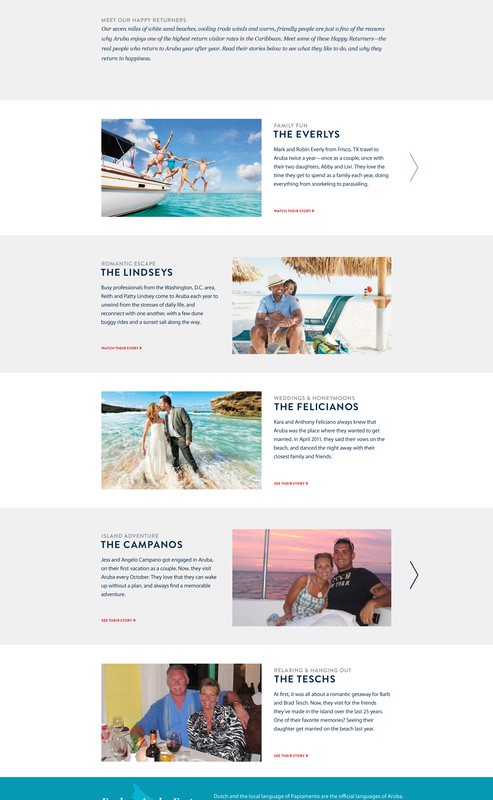 MEET OUR HAPPY RETURNERS
Our seven miles of white sand beaches, cooling trade winds and warm, friendly people are just a few of the reasons
why Aruba enjoys one of the highest return visitor rates in the Caribbean. Meet some of these Happy Returners—the
real people who return to Aruba year after year. Read their stories below to see what they like to do, and why they
return to happiness.
FAMILY FUN
THE EVERLYS
Mark and Robin Everly from Frisco, TX travel to
Aruba twice a year—once as a couple, once with
their two daughters, Abby and Livi. They love the
time they get to spend as a family each year, doing
everything from snorkeling to parasailing.
WATCH THEIR STORY
ROMANTIC ESCAPE
THE LINDSEYS
Busy professionals from the Washington, D.C. area,
Keith and Patty Lindsey come to Aruba each year to
unwind from the stresses of daily life, and
reconnect with one another, with a few dune
buggy rides and a sunset sail along the way.
WATCH THEIR STORY
WEDDINGS & HONEYMOONS
THE FELICIANOS
Kara and Anthony Feliciano always knew that
Aruba was the place where they wanted to get
married. In April 2011, they said their vows on the
beach, and danced the night away with their
closest family and friends.
SEE THEIR STORY
ISLAND ADVENTURE
THE CAMPANOS
Jess and Angelo Campano got engaged in Aruba,
on their first vacation as a couple. Now, they visit
Aruba every October. They love that they can wake
up without a plan, and always find a memorable
adventure.
SEE THEIR STORY
RELAXING & HANGING OUT
THE TESCHS
At first, it was all about a romantic getaway for Barb
and Brad Tesch. Now, they visit for the friends
they've made in the island over the last 25 years.
One of their favorite memories? Seeing their
daughter get married on the beach last year.
SEE THEIR STORY
Dutch and the local language of Papiamento are the official languages of Aruba,